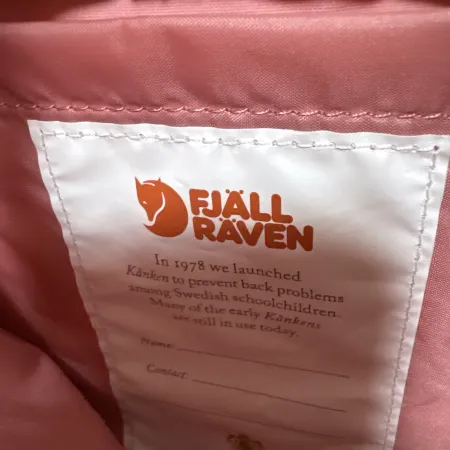 FJÄLL
RÄVEN
In 1978 we launched
Kånken to prevent back problems
among Swedish schoolchildren.
Many of the early Kånkens
are still in use today.
Name:
Contact: